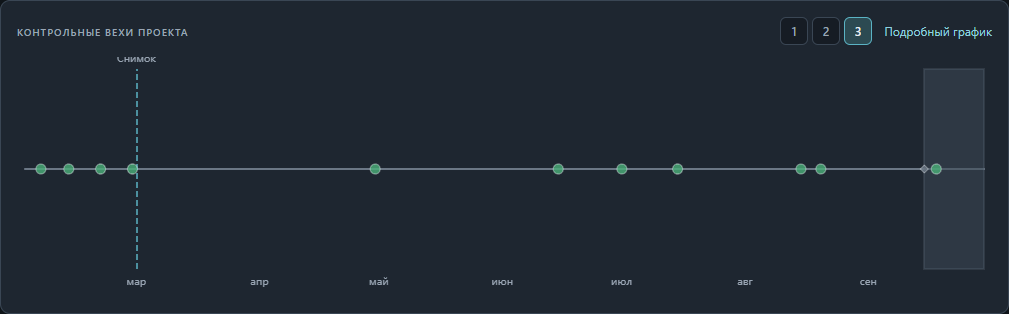 КОНТРОЛЬНЫЕ ВЕХИ ПРОЕКТА
1 2 3 Подробный график
Снимок
мар апр май июн июл авг сен